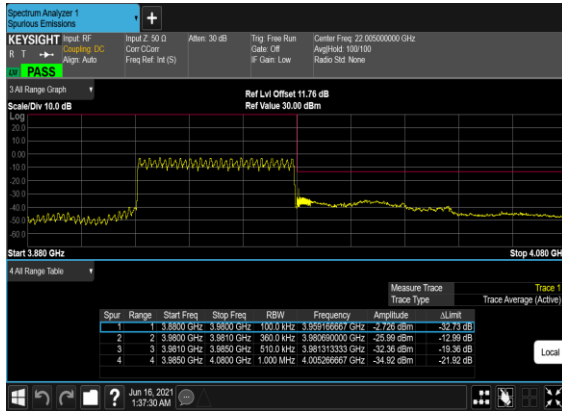 Spectrum Analyzer 1
Spurious Emissions
+
KEYSIGHT Input: RF Input Z: 50 Ω Atten: 30 dB Trig: Free Run Center Freq: 22.005000000 GHz
R T Coupling: DC Corr CCorr Gate: Off Avg|Hold: 100/100
Align: Auto Freq Ref: Int (S) IF Gain: Low Radio Std: None
PASS
3 All Range Graph
Ref Lvl Offset 11.76 dB
Scale/Div 10.0 dB Ref Value 30.00 dBm
Log
20.0
10.0
0.00
-10.0
-20.0
-30.0
-40.0
-50.0
-60.0
Start 3.880 GHz Stop 4.080 GH
4 All Range Table
Measure Trace Trace 1
Trace Type Trace Average (Active)
Spur Range Start Freq Stop Freq RBW Frequency Amplitude ΔLimit
1 1 3.8800 GHz 3.9800 GHz 100.0 kHz 3.959166667 GHz -2.726 dBm -32.73 dB
2 2 3.9800 GHz 3.9810 GHz 360.0 kHz 3.980690000 GHz -25.99 dBm -12.99 dB
3 3 3.9810 GHz 3.9850 GHz 510.0 kHz 3.981313333 GHz -32.36 dBm -19.36 dB
4 4 3.9850 GHz 4.0800 GHz 1.000 MHz 4.005266667 GHz -34.92 dBm -21.92 dB
Local
? Jun 16, 2021
1:37:30 AM